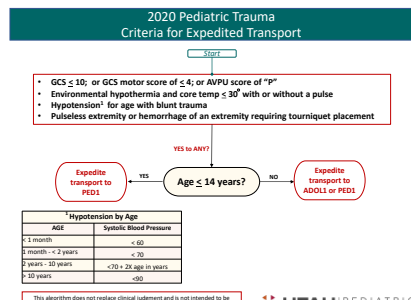 2020 Pediatric Trauma
Criteria for Expedited Transport
Start
• GCS < 10; or GCS motor score of < 4; or AVPU score of “P”
• Environmental hypothermia and core temp < 30° with or without a pulse
• Hypotension¹ for age with blunt trauma
• Pulseless extremity or hemorrhage of an extremity requiring tourniquet placement
YES to ANY?
Expedite
transport to
PED1
YES
Age < 14 years?
NO
Expedite
transport to
ADOL1 or PED1
¹ Hypotension by Age
AGE Systolic Blood Pressure
< 1 month < 60
1 month - < 2 years < 70
2 years - 10 years <70 + 2X age in years
> 10 years <90
This algorithm does not replace clinical judgement and is not intended to be